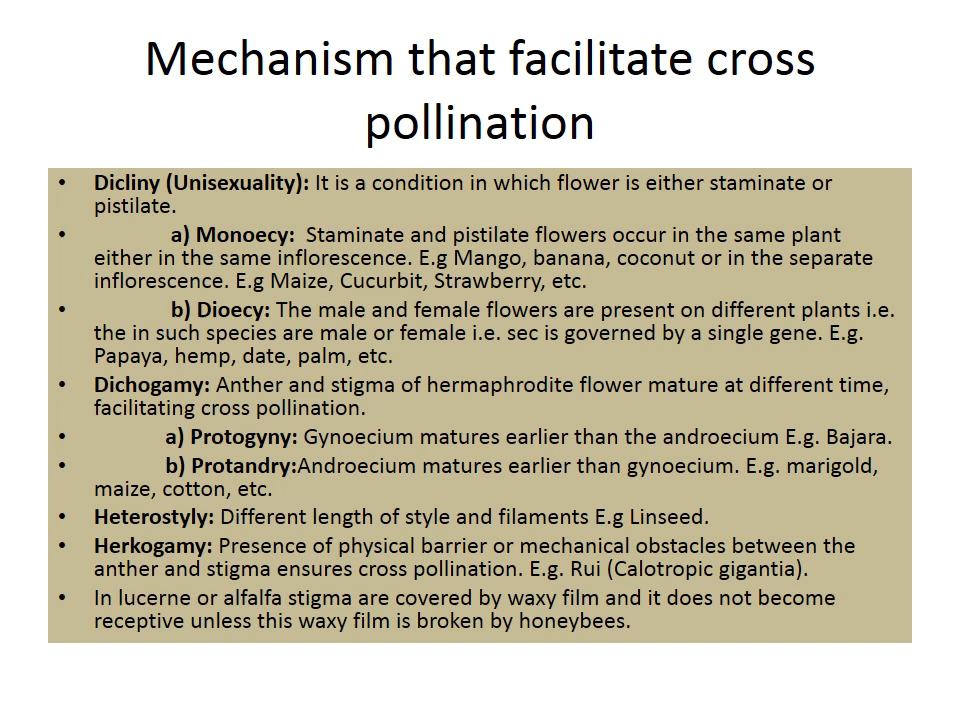 Mechanism that facilitate cross
pollination
• Dicliny (Unisexuality): It is a condition in which flower is either staminate or
pistilate.
• a) Monoecy: Staminate and pistilate flowers occur in the same plant
either in the same inflorescence. E.g Mango, banana, coconut or in the separate
inflorescence. E.g Maize, Cucurbit, Strawberry, etc.
• b) Dioecy: The male and female flowers are present on different plants i.e.
the in such species are male or female i.e. sec is governed by a single gene. E.g.
Papaya, hemp, date, palm, etc.
• Dichogamy: Anther and stigma of hermaphrodite flower mature at different time,
facilitating cross pollination.
• a) Protogyny: Gynoecium matures earlier than the androecium E.g. Bajara.
• b) Protandry:Androecium matures earlier than gynoecium. E.g. marigold,
maize, cotton, etc.
• Heterostyly: Different length of style and filaments E.g Linseed.
• Herkogamy: Presence of physical barrier or mechanical obstacles between the
anther and stigma ensures cross pollination. E.g. Rui (Calotropic gigantia).
• In lucerne or alfalfa stigma are covered by waxy film and it does not become
receptive unless this waxy film is broken by honeybees.